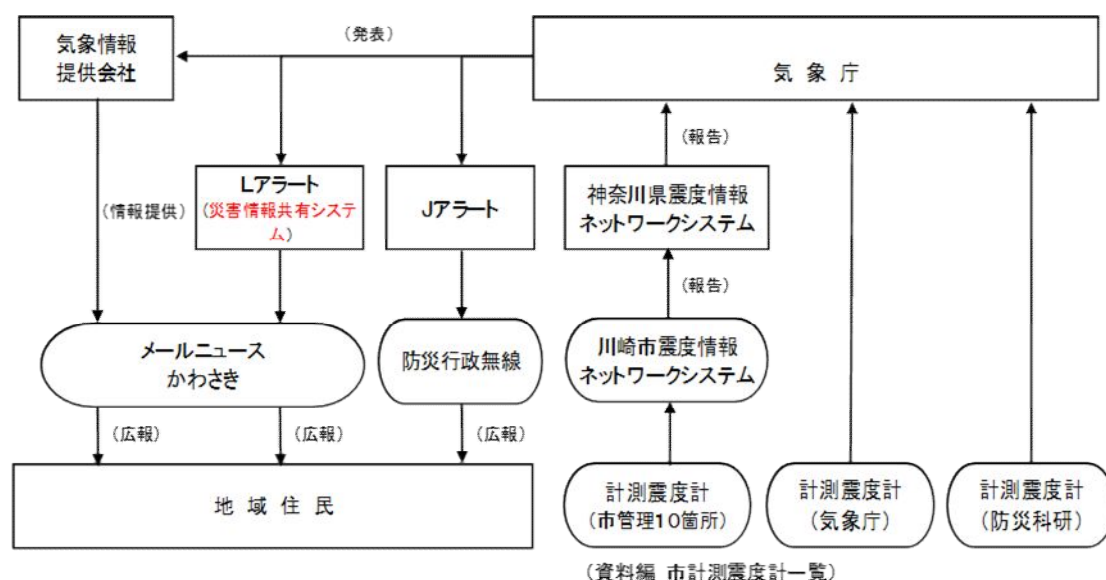 気象情報
提供会社
（発表）
気 象 庁
（報告）
Lアラート
（災害情報共有システ
ム）
Jアラート
神奈川県震度情報
ネットワークシステム
（情報提供）
（報告）
メールニュース
かわさき
防災行政無線
川崎市震度情報
ネットワークシステム
（広報）
（広報）
（広報）
地 域 住 民
計測震度計
（市管理10箇所）
計測震度計
（気象庁）
計測震度計
（防災科研）
（資料編 市計測震度計一覧）